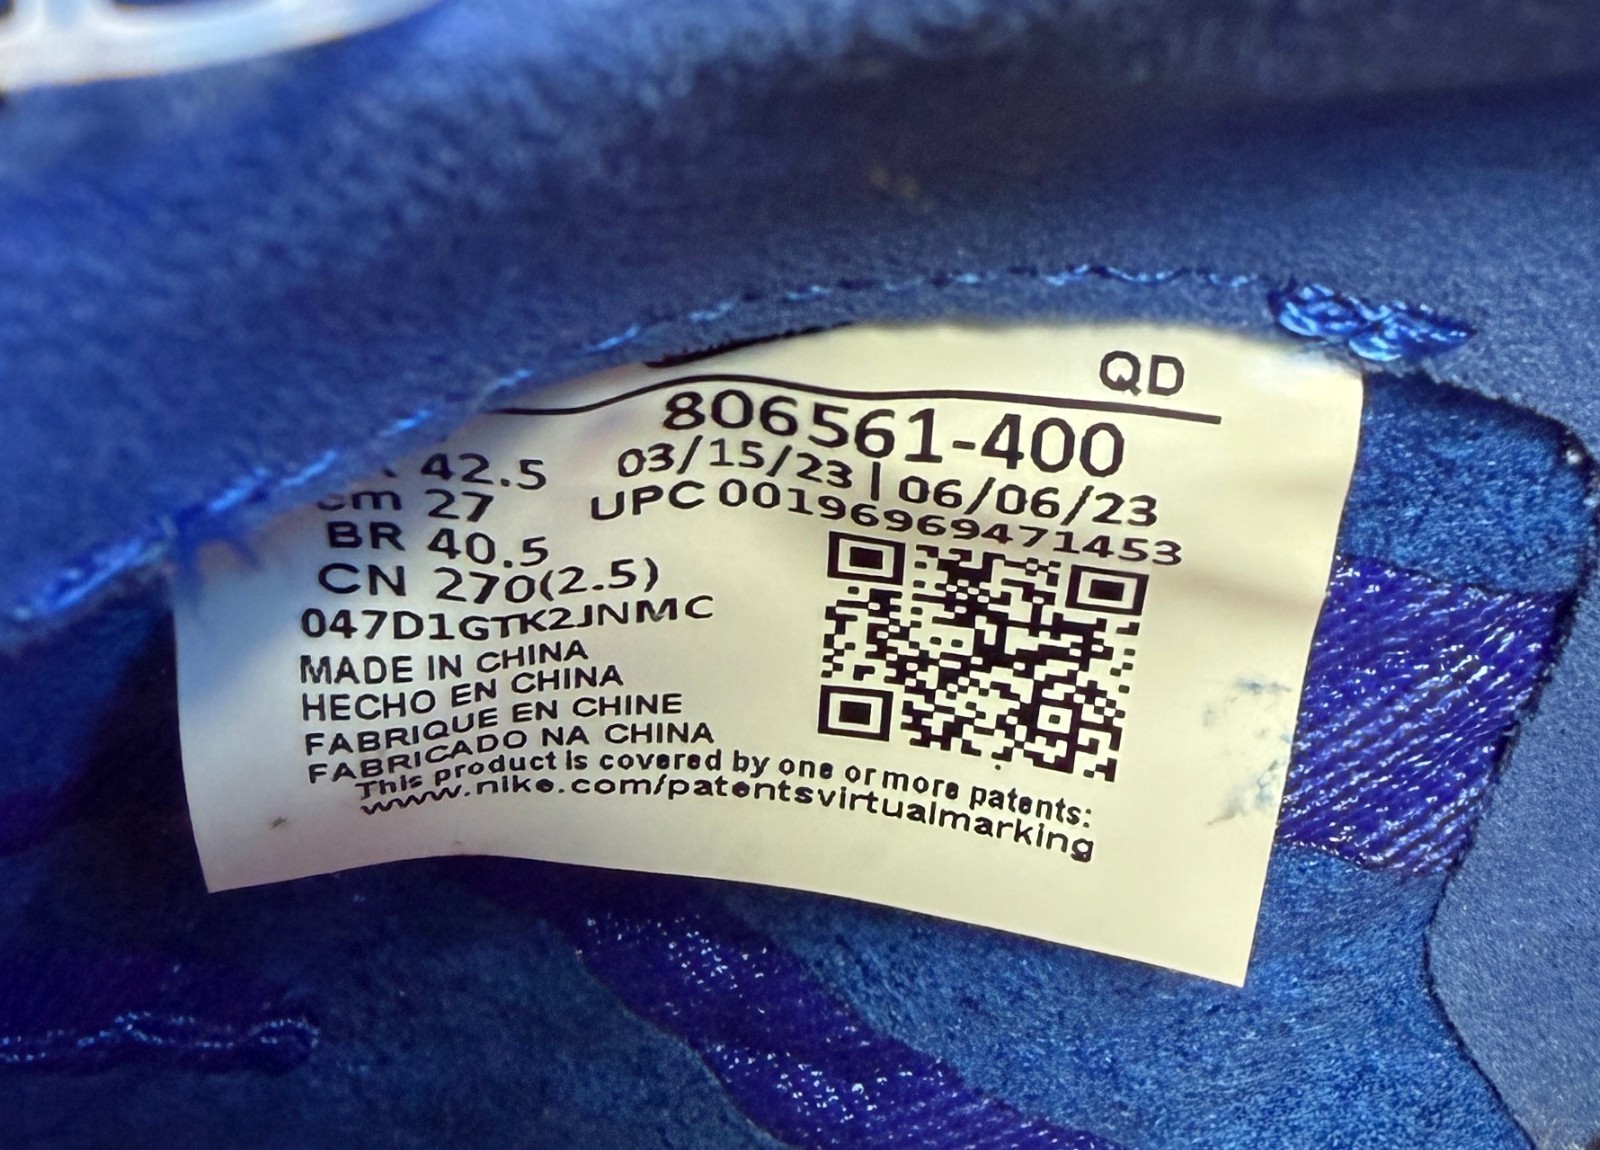 QD
806561-400
42.5 03/15/23 | 06/06/23
cm 27 UPC 00196969471453
BR 40.5
CN 270(2.5)
047D1GTK2JNMC
MADE IN CHINA
HECHO EN CHINA
FABRIQUE EN CHINE
FABRICADO NA CHINA
This product is covered by one or more patents:
www.nike.com/patentsvirtualmarking